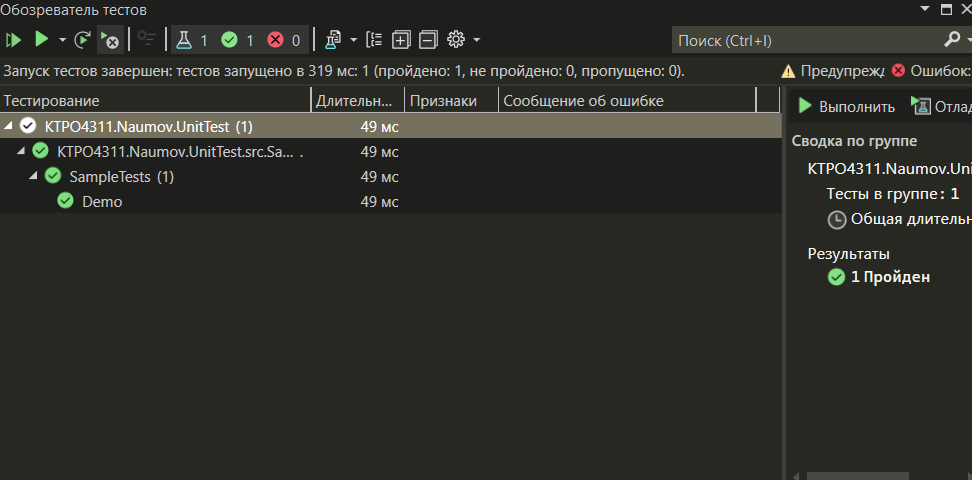 Обозреватель тестов
1 1 0
Поиск (Ctrl+I)
Запуск тестов завершен: тестов запущено в 319 мс: 1 (пройдено: 1, не пройдено: 0, пропущено: 0).
Предупрежд Ошибок:
Тестирование Длительн... Признаки Сообщение об ошибке
KTPO4311.Naumov.UnitTest (1) 49 мс
KTPO4311.Naumov.UnitTest.src.Sa... . 49 мс
SampleTests (1) 49 мс
Demo 49 мс
Выполнить Отлад
Сводка по группе
KTPO4311.Naumov.Uni
Тесты в группе: 1
Общая длительн
Результаты
1 Пройден